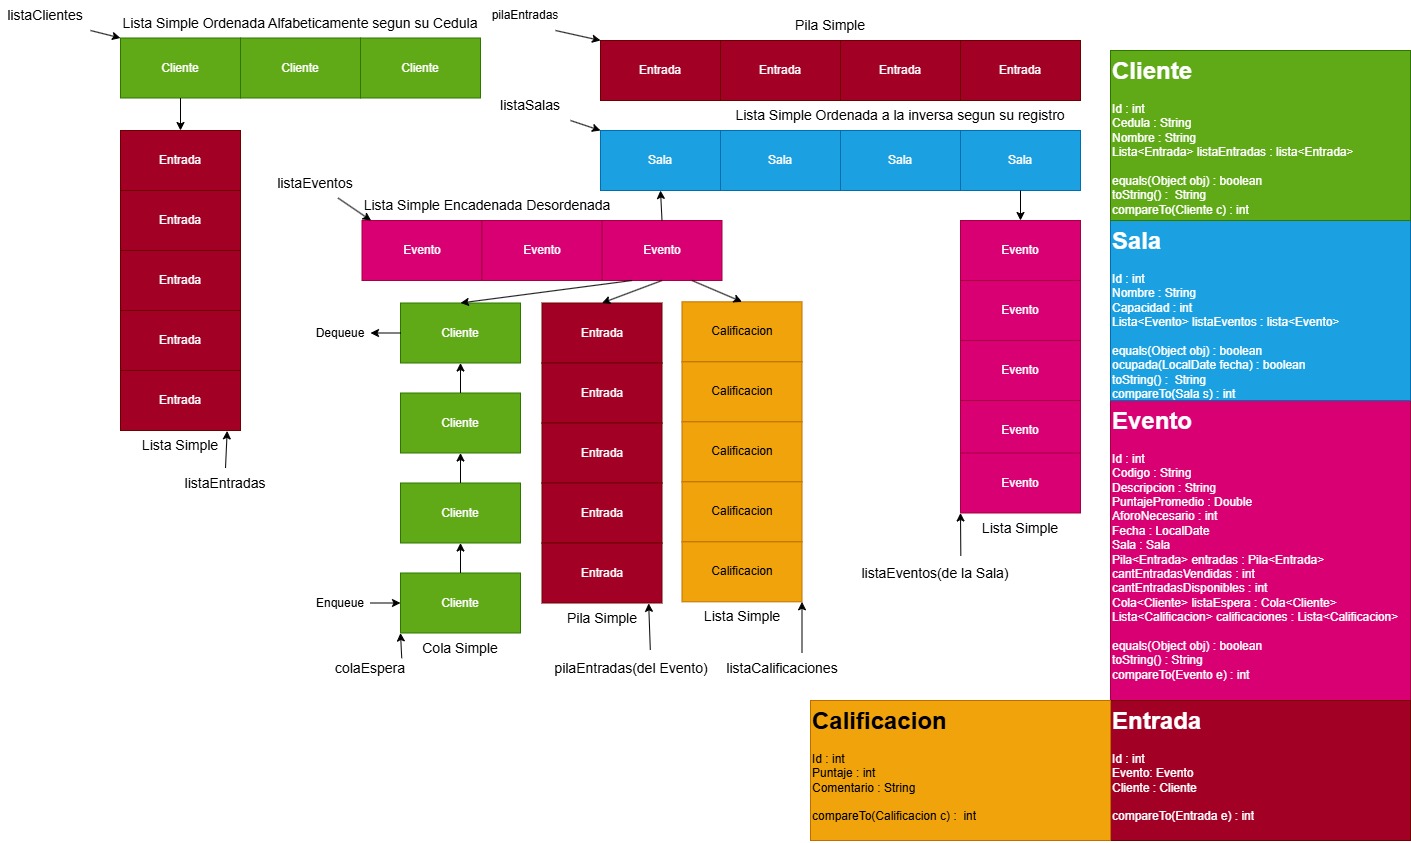 listaClientes
Lista Simple Ordenada Alfabeticamente segun su Cedula
Cliente
Cliente
Cliente
Entrada
Entrada
Entrada
Entrada
Entrada
Lista Simple
listaEntradas
pilaEntradas
Pila Simple
Entrada
Entrada
Entrada
Entrada
listaSalas
Lista Simple Ordenada a la inversa segun su registro
Sala
Sala
Sala
Sala
listaEventos
Lista Simple Encadenada Desordenada
Evento
Evento
Evento
Dequeue
Cliente
Cliente
Cliente
Enqueue
Cliente
Cola Simple
colaEspera
Entrada
Entrada
Entrada
Entrada
Entrada
Pila Simple
pilaEntradas(del Evento)
Calificacion
Calificacion
Calificacion
Calificacion
Calificacion
Lista Simple
listaCalificaciones
Evento
Evento
Evento
Evento
Evento
Lista Simple
listaEventos(de la Sala)
Cliente
Id : int
Cedula : String
Nombre : String
Lista<Entrada> listaEntradas : lista<Entrada>
equals(Object obj) : boolean
toString() :  String
compareTo(Cliente c) : int
Sala
Id : int
Nombre : String
Capacidad : int
Lista<Evento> listaEventos : lista<Evento>
equals(Object obj) : boolean
ocupada(LocalDate fecha) : boolean
toString() :  String
compareTo(Sala s) : int
Evento
Id : int
Codigo : String
Descripcion : String
PuntajePromedio : Double
AforoNecesario : int
Fecha : LocalDate
Sala : Sala
Pila<Entrada> entradas : Pila<Entrada>
cantEntradasVendidas : int
cantEntradasDisponibles : int
Cola<Cliente> listaEspera : Cola<Cliente>
Lista<Calificacion> calificaciones : Lista<Calificacion>
equals(Object obj) : boolean
toString() : String
compareTo(Evento e) : int
Calificacion
Id : int
Puntaje : int
Comentario : String
compareTo(Calificacion c) :  int
Entrada
Id : int
Evento: Evento
Cliente : Cliente
compareTo(Entrada e) : int